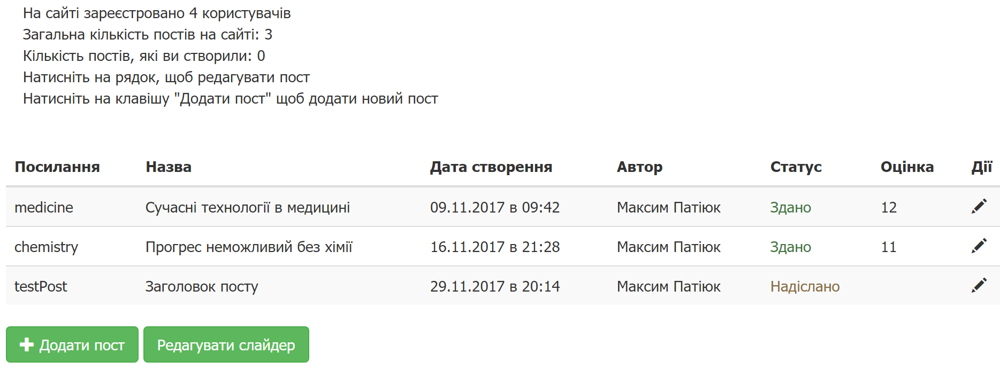 На сайті зареєстровано 4 користувачів
Загальна кількість постів на сайті: 3
Кількість постів, які ви створили: 0
Натисніть на рядок, щоб редагувати пост
Натисніть на клавішу "Додати пост" щоб додати новий пост
Посилання Назва Дата створення Автор Статус Оцінка Дії
medicine Сучасні технології в медицині 09.11.2017 в 09:42 Максим Патіюк Здано 12
chemistry Прогрес неможливий без хімії 16.11.2017 в 21:28 Максим Патіюк Здано 11
testPost Заголовок посту 29.11.2017 в 20:14 Максим Патіюк Надіслано
Додати пост Редагувати слайдер